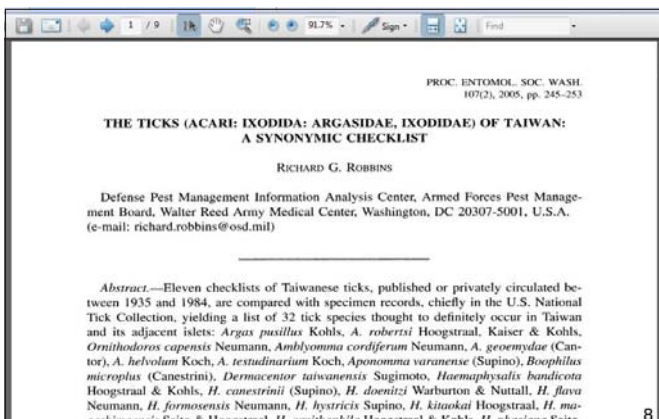 1 / 9 91.7% Sign Find
PROC. ENTOMOL. SOC. WASH.
107(2), 2005, pp. 245–253
THE TICKS (ACARI: IXODIDA: ARGASIDAE, IXODIDAE) OF TAIWAN:
A SYNONYMIC CHECKLIST
RICHARD G. ROBBINS
Defense Pest Management Information Analysis Center, Armed Forces Pest Manage-
ment Board, Walter Reed Army Medical Center, Washington, DC 20307-5001, U.S.A.
(e-mail: richard.robbins@osd.mil)
Abstract.—Eleven checklists of Taiwanese ticks, published or privately circulated be-
tween 1935 and 1984, are compared with specimen records, chiefly in the U.S. National
Tick Collection, yielding a list of 32 tick species thought to definitely occur in Taiwan
and its adjacent islets: Argas pusillus Kohls, A. robertsi Hoogstraal, Kaiser & Kohls,
Ornithodoros capensis Neumann, Amblyomma cordiferum Neumann, A. geoemydae (Can-
tor), A. helvolum Koch, A. testudinarium Koch, Aponomma varanense (Supino), Boophilus
microplus (Canestrini), Dermacentor taiwanensis Sugimoto, Haemaphysalis bandicota
Hoogstraal & Kohls, H. canestrinii (Supino), H. doenitzi Warburton & Nuttall, H. flava
Neumann, H. formosensis Neumann, H. hystricis Supino, H. kitaokai Hoogstraal, H. ma-
8